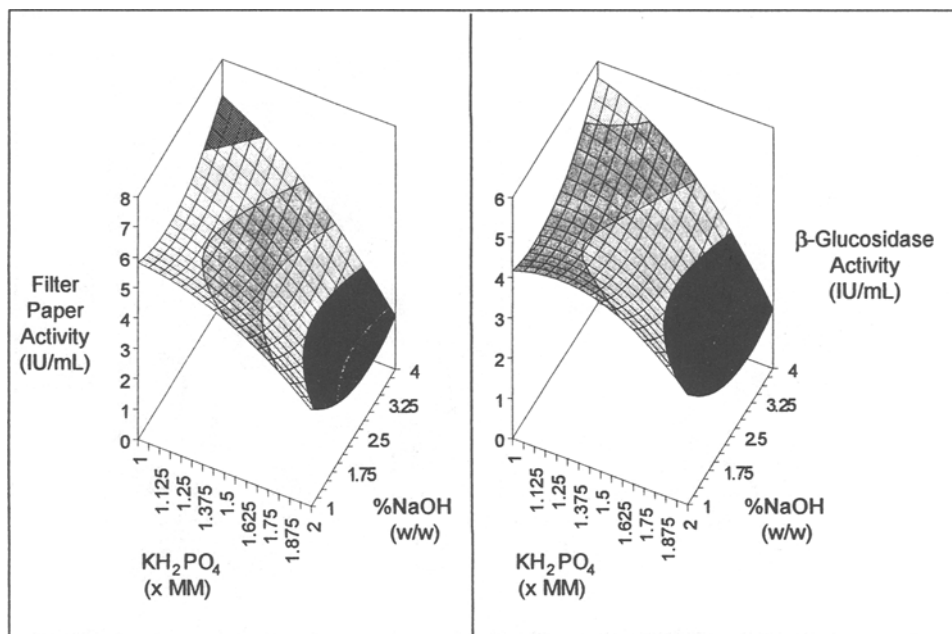 8
7
6
5
4
3
2
1
0
Filter
Paper
Activity
(IU/mL)
1
1.125
1.25
1.375
1.5
1.625
1.75
1.875
2
KH2PO4
(x MM)
1
1.75
2.5
3.25
4
%NaOH
(w/w)
6
5
4
3
2
1
0
β-Glucosidase
Activity
(IU/mL)
1
1.125
1.25
1.375
1.5
1.625
1.75
1.875
2
KH2PO4
(x MM)
1
1.75
2.5
3.25
4
%NaOH
(w/w)